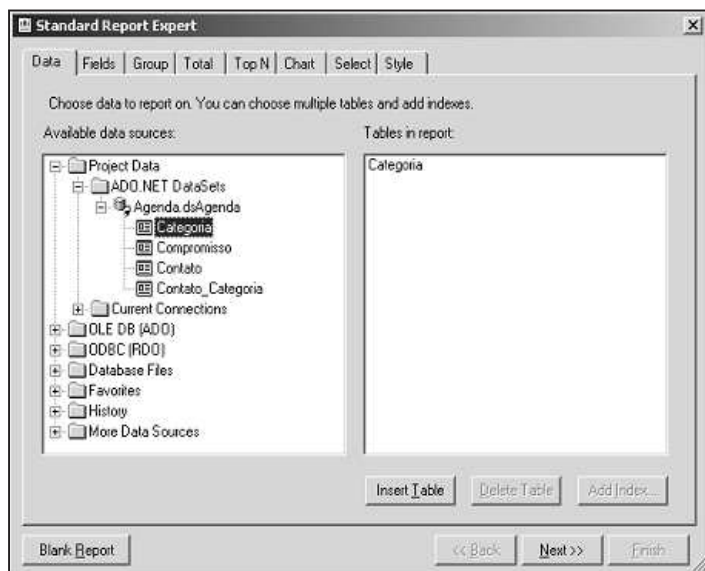 Standard Report Expert
Data Fields Group Total Top N Chart Select Style
Choose data to report on. You can choose multiple tables and add indexes.
Available data sources:
Tables in report:
Project Data
ADO.NET DataSets
Agenda.dsAgenda
Categoria
Compromisso
Contato
Contato_Categoria
Current Connections
OLE DB (ADO)
ODBC (RDO)
Database Files
Favorites
History
More Data Sources
Categoria
Insert Table Delete Table Add Index...
Blank Report << Back Next >> Finish